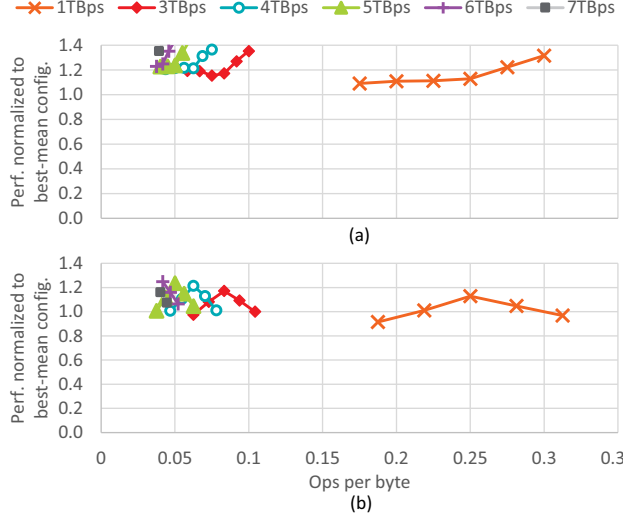 1TBps 3TBps 4TBps 5TBps 6TBps 7TBps
Perf. normalized to
best-mean config.
1.4
1.2
1.0
0.8
0.6
0.4
0.2
0.0
(a)
Perf. normalized to
best-mean config.
1.4
1.2
1.0
0.8
0.6
0.4
0.2
0.0
0 0.05 0.1 0.15 0.2 0.25 0.3 0.3
Ops per byte
(b)